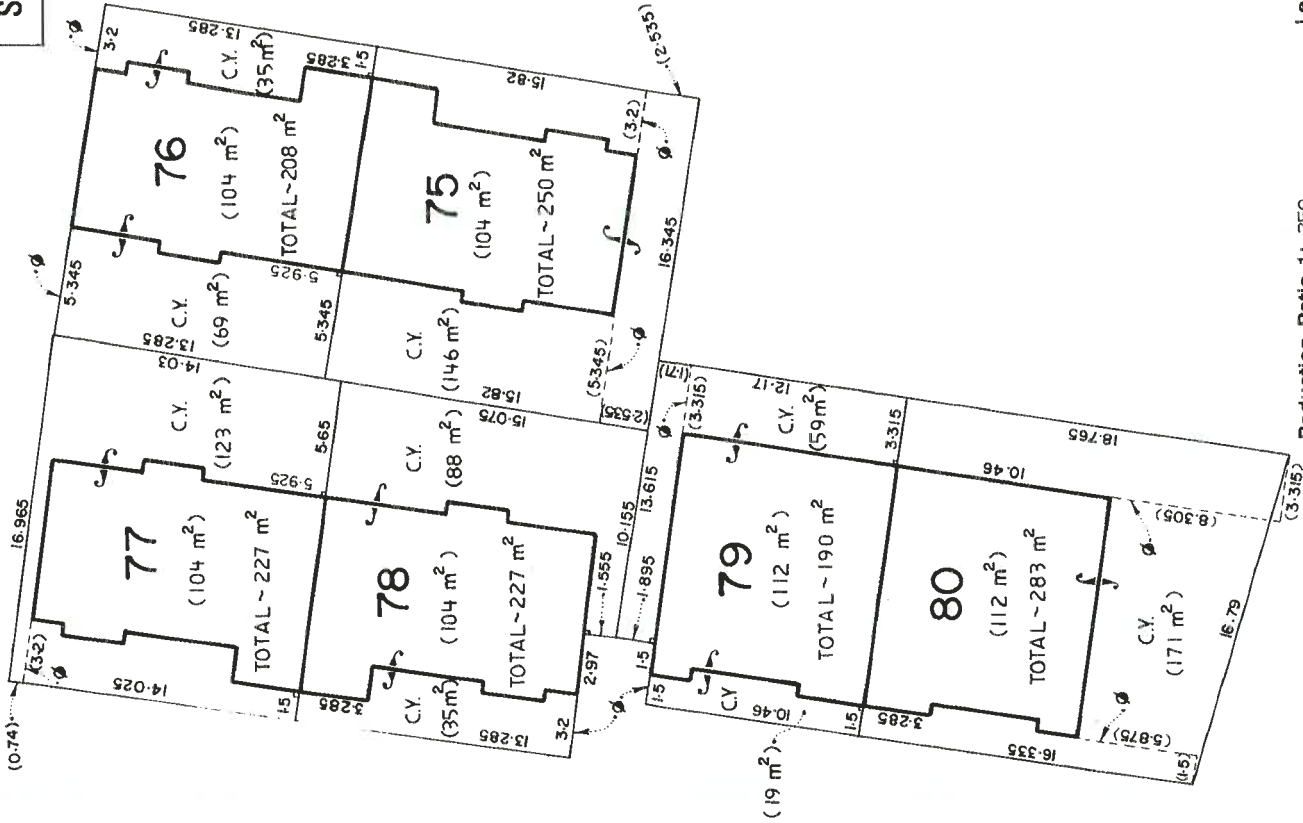 S
76
(104 m²)
TOTAL~208 m²
C.Y.
(35m²)
3·2
13·285
3·285
1·5
Ø
C.Y.
(69 m²)
5·345
13·285
5·925
5·345
Ø
75
(104 m²)
TOTAL~250 m²
15·82
(3·2)
Ø
(2·535)
16·345
C.Y.
(146 m²)
15·82
(5·345)
Ø
(2·535)
77
(104 m²)
TOTAL~227 m²
16·965
(0·74)
(3·2)
Ø
14·025
1·5
C.Y.
(123 m²)
14·03
5·925
5·65
78
(104 m²)
TOTAL~227 m²
C.Y.
(88 m²)
15·075
10·155
1·555
C.Y.
(35m²)
3·285
13·285
3·2
2·97
Ø
79
(112 m²)
TOTAL~190 m²
13·615
1·895
1·5
1·5
C.Y
10·46
(19 m²)
1·5
Ø
(3·315)
(1·71)
C.Y.
(59m²)
12·17
3·315
80
(112 m²)
TOTAL~283 m²
10·46
18·765
3·285
16·335
C.Y.
(171 m²)
Ø
(5·875)
(1·5)
Ø
(8·305)
(3·315)
16·79